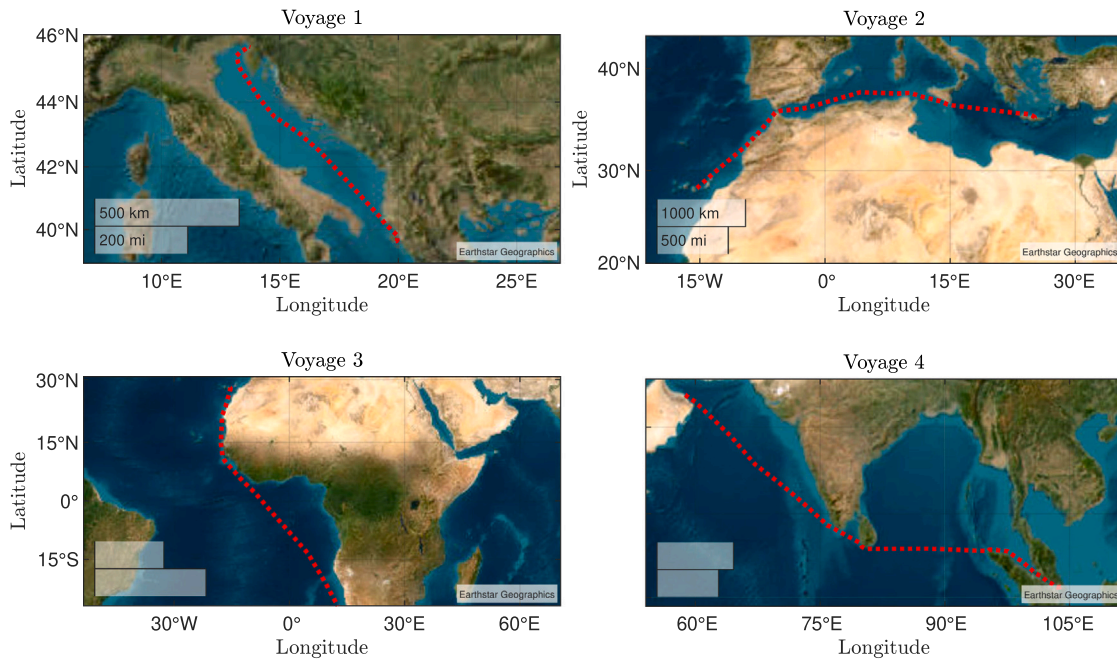 Voyage 1
46°N
44°N
42°N
40°N
Latitude
500 km
200 mi
Earthstar Geographics
10°E
15°E
20°E
25°E
Longitude
Voyage 2
40°N
30°N
20°N
Latitude
1000 km
500 mi
Earthstar Geographics
15°W
0°
15°E
30°E
Longitude
Voyage 3
30°N
15°N
0°
15°S
Latitude
Earthstar Geographics
30°W
0°
30°E
60°E
Longitude
Voyage 4
Latitude
Earthstar Geographics
60°E
75°E
90°E
105°E
Longitude